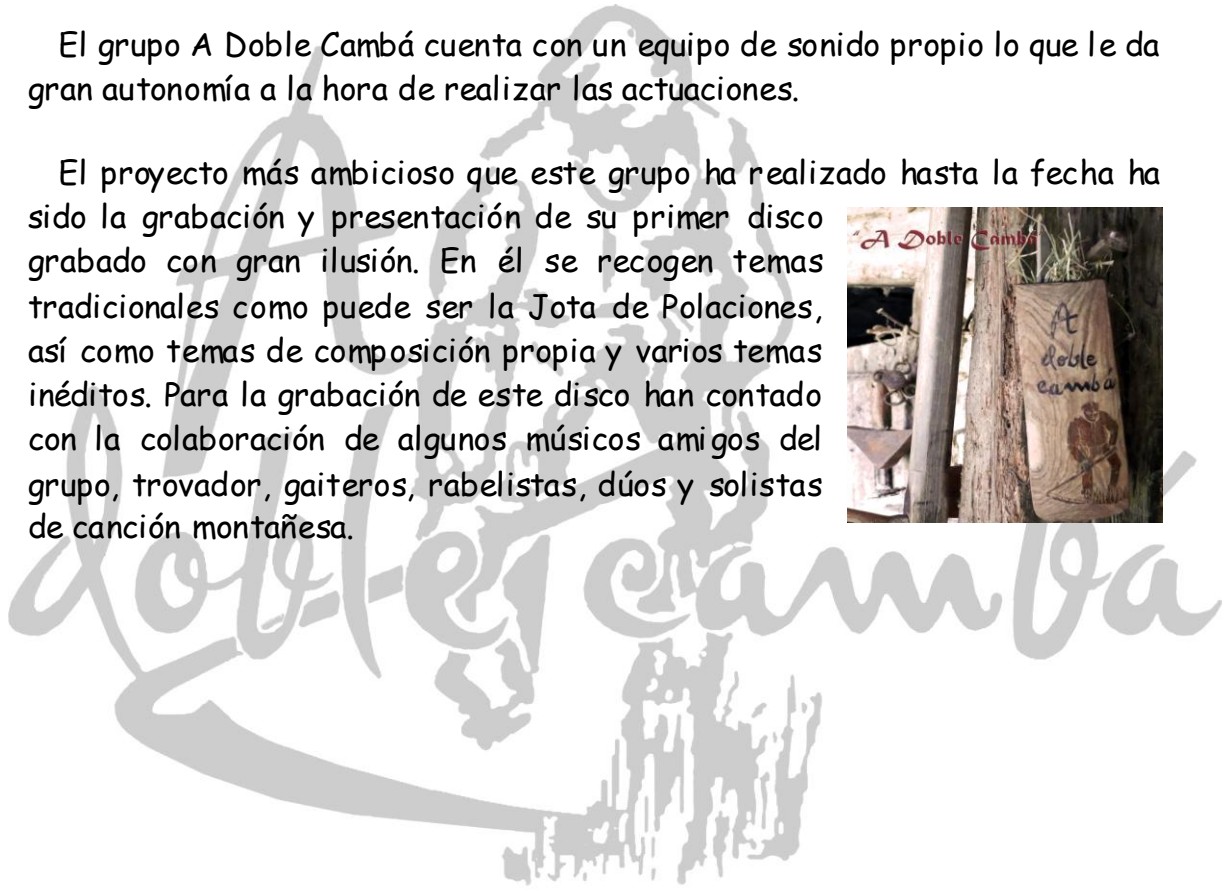 El grupo A Doble Cambá cuenta con un equipo de sonido propio lo que le da
gran autonomía a la hora de realizar las actuaciones.
El proyecto más ambicioso que este grupo ha realizado hasta la fecha ha
sido la grabación y presentación de su primer disco
grabado con gran ilusión. En él se recogen temas
tradicionales como puede ser la Jota de Polaciones,
así como temas de composición propia y varios temas
inéditos. Para la grabación de este disco han contado
con la colaboración de algunos músicos amigos del
grupo, trovador, gaiteros, rabelistas, dúos y solistas
de canción montañesa.
"A Doble Cambá"
A
doble
cambá
A
doble cambá